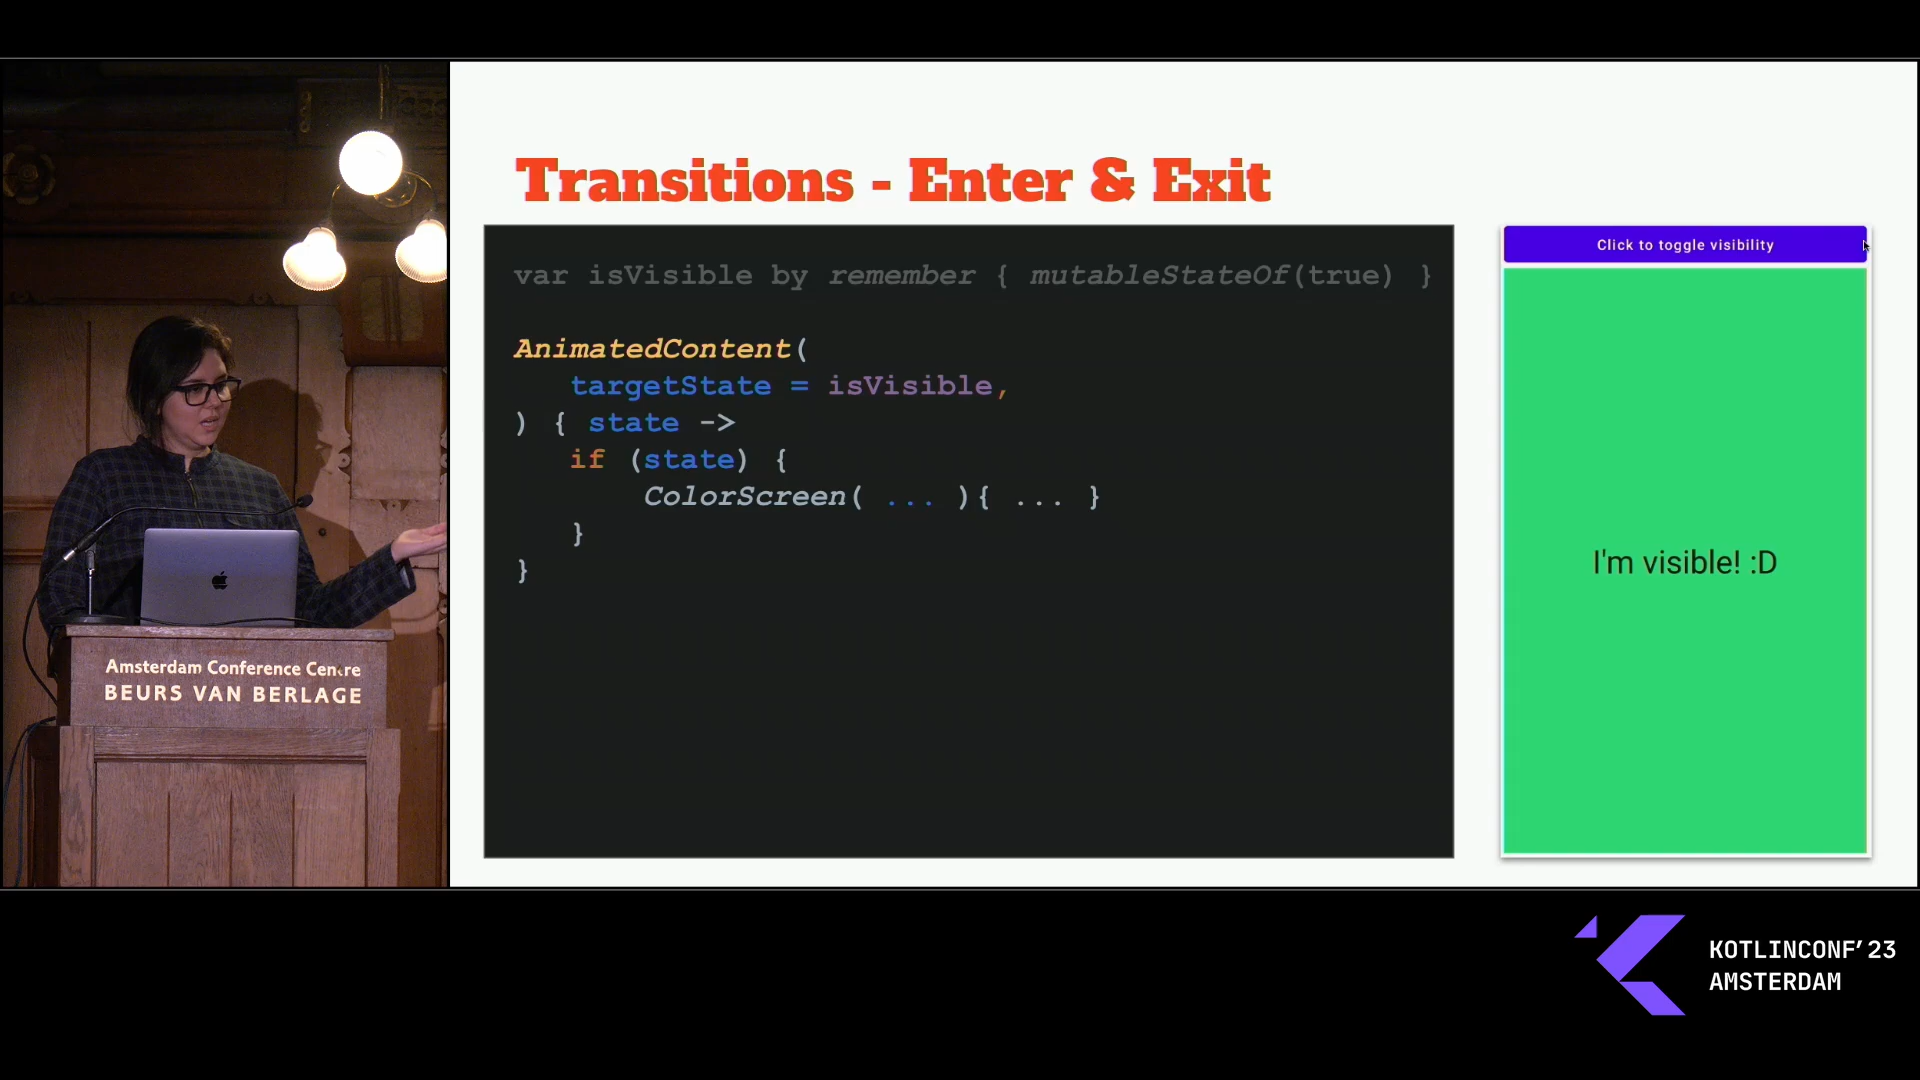 Transitions - Enter & Exit
var isVisible by remember { mutableStateOf(true) }
AnimatedContent(
targetState = isVisible,
) { state ->
if (state) {
ColorScreen( ... ){ ... }
}
}
Click to toggle visibility
I'm visible! :D
Amsterdam Conference Centre
BEURS VAN BERLAGE
KOTLINCONF'23
AMSTERDAM